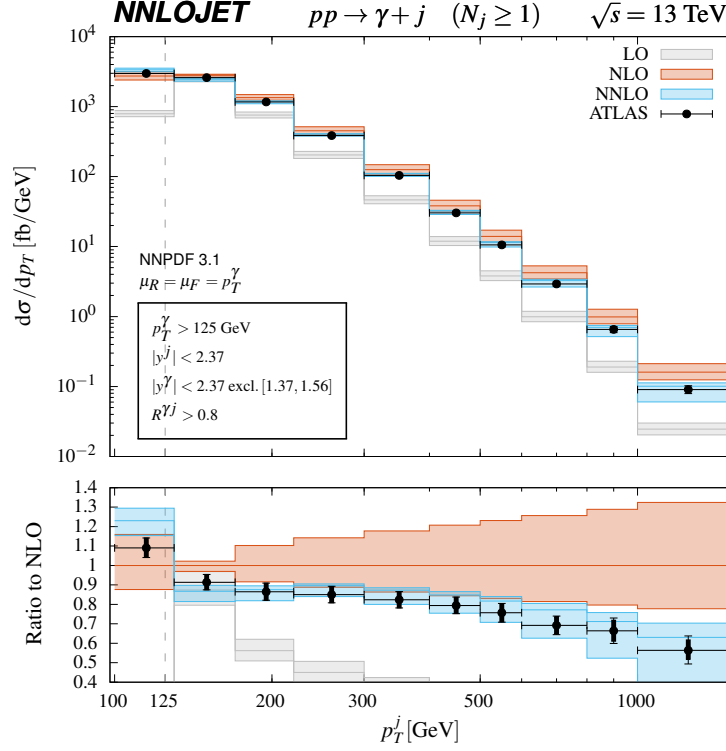 NNLOJET pp → γ + j (N_j ≥ 1) √s = 13 TeV
LO
NLO
NNLO
ATLAS
10^4
10^3
10^2
10^1
10^0
10^−1
10^−2
dσ/dp_T [fb/GeV]
NNPDF 3.1
μ_R = μ_F = p_T^γ
p_T^γ > 125 GeV
|y^j| < 2.37
|y^γ| < 2.37 excl. [1.37, 1.56]
R^{γj} > 0.8
1.4
1.3
1.2
1.1
1
0.9
0.8
0.7
0.6
0.5
0.4
Ratio to NLO
100 125 200 300 500 1000
p_T^j [GeV]